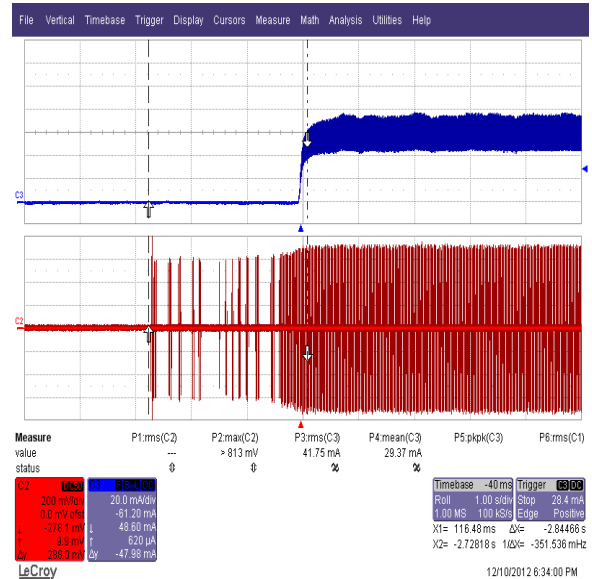 File Vertical Timebase Trigger Display Cursors Measure Math Analysis Utilities Help
C3
C2
Measure P1:rms(C2) P2:max(C2) P3:rms(C3) P4:mean(C3) P5:pkpk(C3) P6:rms(C1)
value --- > 813 mV 41.75 mA 29.37 mA
status
C2 DC50
200 mV/div
0.0 mV ofst
-278.1 mV
9.9 mV
Δy 288.0 mV
20.0 mA/div
-61.20 mA
48.60 mA
620 µA
Δy -47.98 mA
Timebase -40 ms
Roll 1.00 s/div
1.00 MS 100 kS/s
Trigger C3 DC
Stop 28.4 mA
Edge Positive
X1= 116.48 ms ΔX= -2.84466 s
X2= -2.72818 s 1/ΔX= -351.536 mHz
LeCroy
12/10/2012 6:34:00 PM